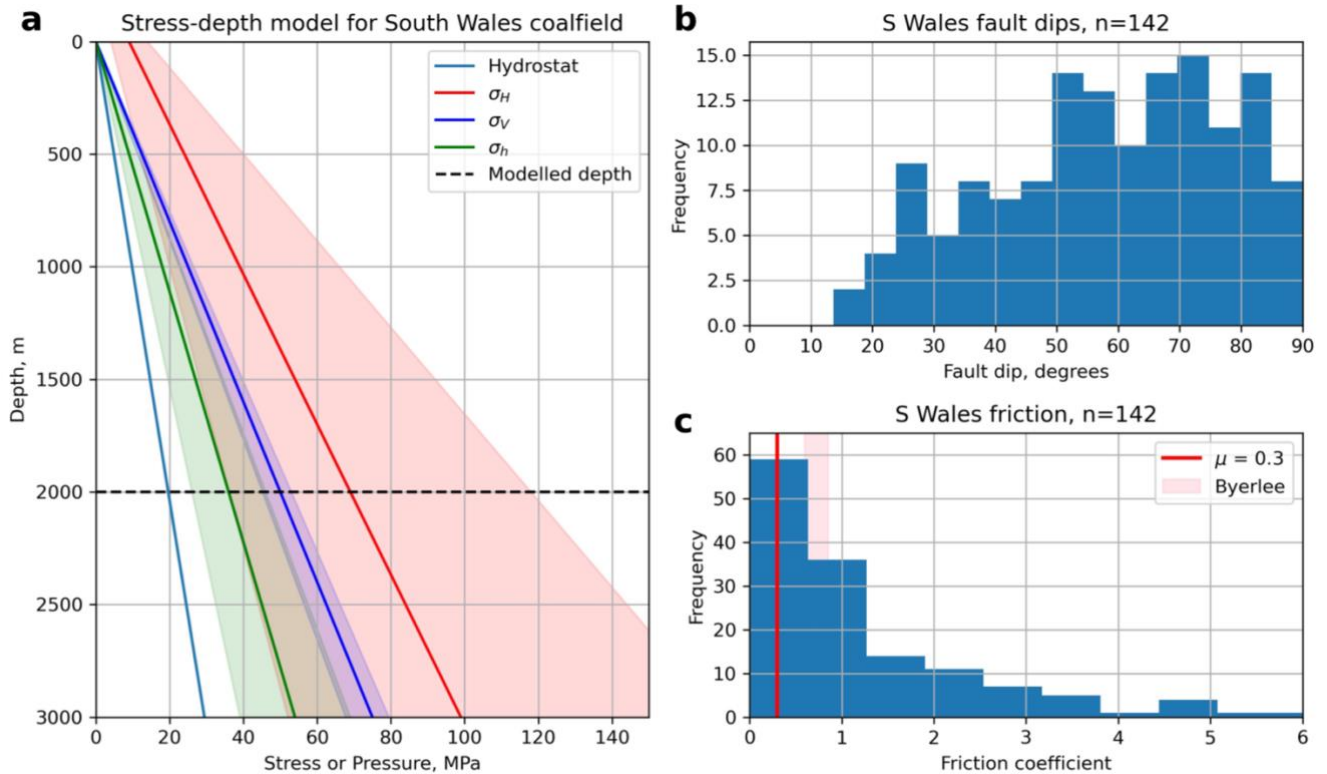 a
Stress-depth model for South Wales coalfield
0
500
1000
1500
2000
2500
3000
Depth, m
0 20 40 60 80 100 120 140
Stress or Pressure, MPa
Hydrostat
σH
σV
σh
Modelled depth
b
S Wales fault dips, n=142
15.0
12.5
10.0
7.5
5.0
2.5
0.0
Frequency
0 10 20 30 40 50 60 70 80 90
Fault dip, degrees
c
S Wales friction, n=142
60
50
40
30
20
10
0
Frequency
0 1 2 3 4 5 6
Friction coefficient
μ = 0.3
Byerlee